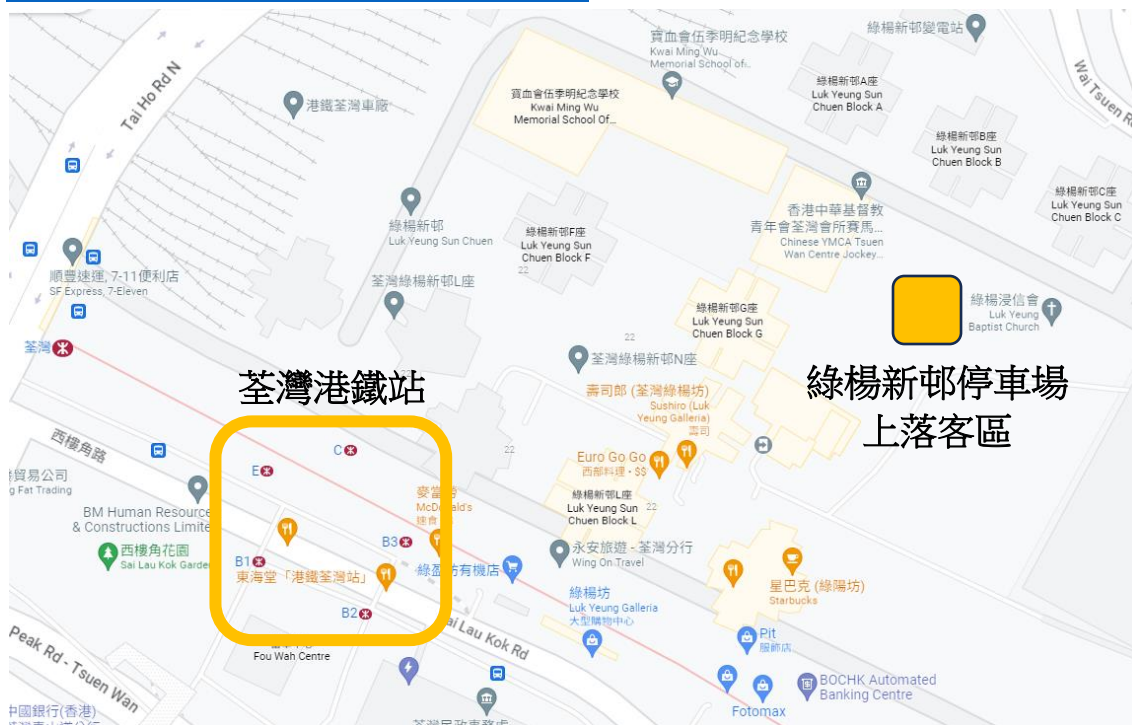 寶血會伍季明紀念學校
Kwai Ming Wu
Memorial School of..
綠楊新邨變電站
Wai Tsuen R
Tai Ho Rd N
港鐵荃灣車廠
寶血會伍季明紀念學校
Kwai Ming Wu
Memorial School Of...
綠楊新邨A座
Luk Yeung Sun
Chuen Block A
綠楊新邨B座
Luk Yeung Sun
Chuen Block B
綠楊新邨C座
Luk Yeung Sun
Chuen Block C
綠楊新邨
Luk Yeung Sun Chuen
綠楊新邨F座
Luk Yeung Sun
Chuen Block F
22
香港中華基督教
青年會荃灣會所賽馬...
Chinese YMCA Tsuen
Wan Centre Jockey...
順豐速運, 7-11便利店
SF Express, 7-Eleven
荃灣綠楊新邨L座
綠楊新邨G座
Luk Yeung Sun
Chuen Block G
綠楊浸信會
Luk Yeung
Baptist Church
荃灣
22
荃灣綠楊新邨N座
荃灣港鐵站
綠楊新邨停車場
上落客區
壽司郎 (荃灣綠楊坊)
Sushiro (Luk
Yeung Galleria)
壽司
西樓角路
C
E
22
Euro Go Go
西部料理・$$
貿易公司
g Fat Trading
BM Human Resource
& Constructions Limite
麥當
McDonald's
速食
綠楊新邨L座
Luk Yeung Sun
Chuen Block L
22
西樓角花園
Sai Lau Kok Garden
B1
B3
東海堂「港鐵荃灣站」
綠盈坊有機店
永安旅遊 - 荃灣分行
Wing On Travel
B2
綠楊坊
Luk Yeung Galleria
大型購物中心
星巴克 (綠陽坊)
Starbucks
ai Lau Kok Rd
Peak Rd - Tsuen Wan
Fou Wah Centre
Pit
服飾店
BOCHK Automated
Banking Centre
Fotomax
中國銀行(香港)